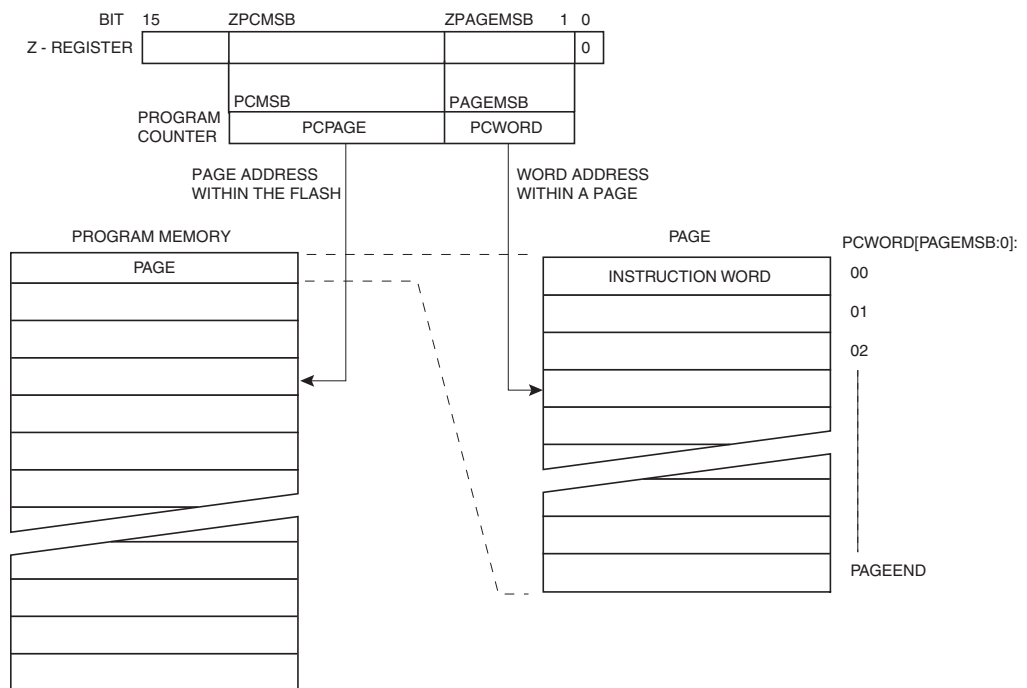 BIT 15 ZPCMSB ZPAGEMSB 1 0
Z - REGISTER 0
PCMSB PAGEMSB
PROGRAM
COUNTER
PCPAGE PCWORD
PAGE ADDRESS
WITHIN THE FLASH
WORD ADDRESS
WITHIN A PAGE
PROGRAM MEMORY
PAGE
PAGE
PCWORD[PAGEMSB:0]:
INSTRUCTION WORD
00
01
02
PAGEEND